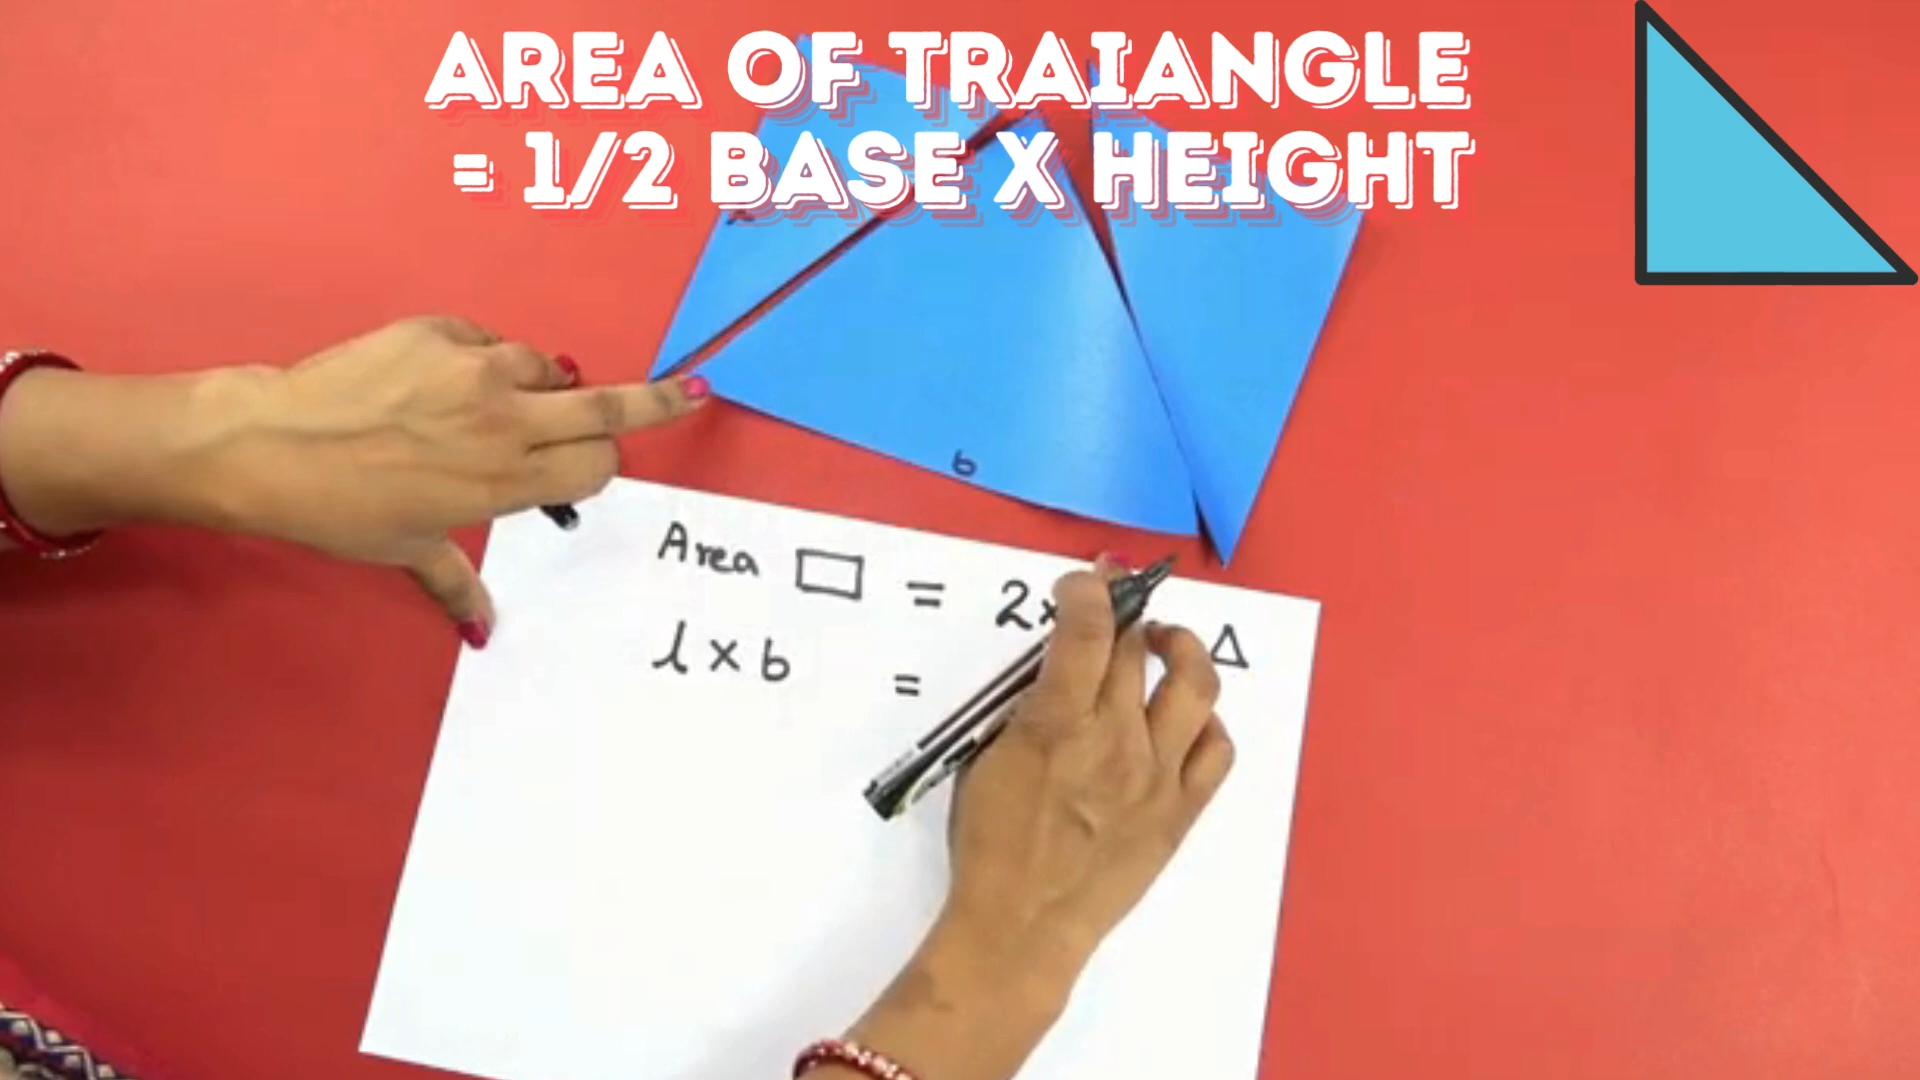 AREA OF TRAIANGLE
= 1/2 BASE X HEIGHT
b
Area ▭ = 2x Δ
l x b =